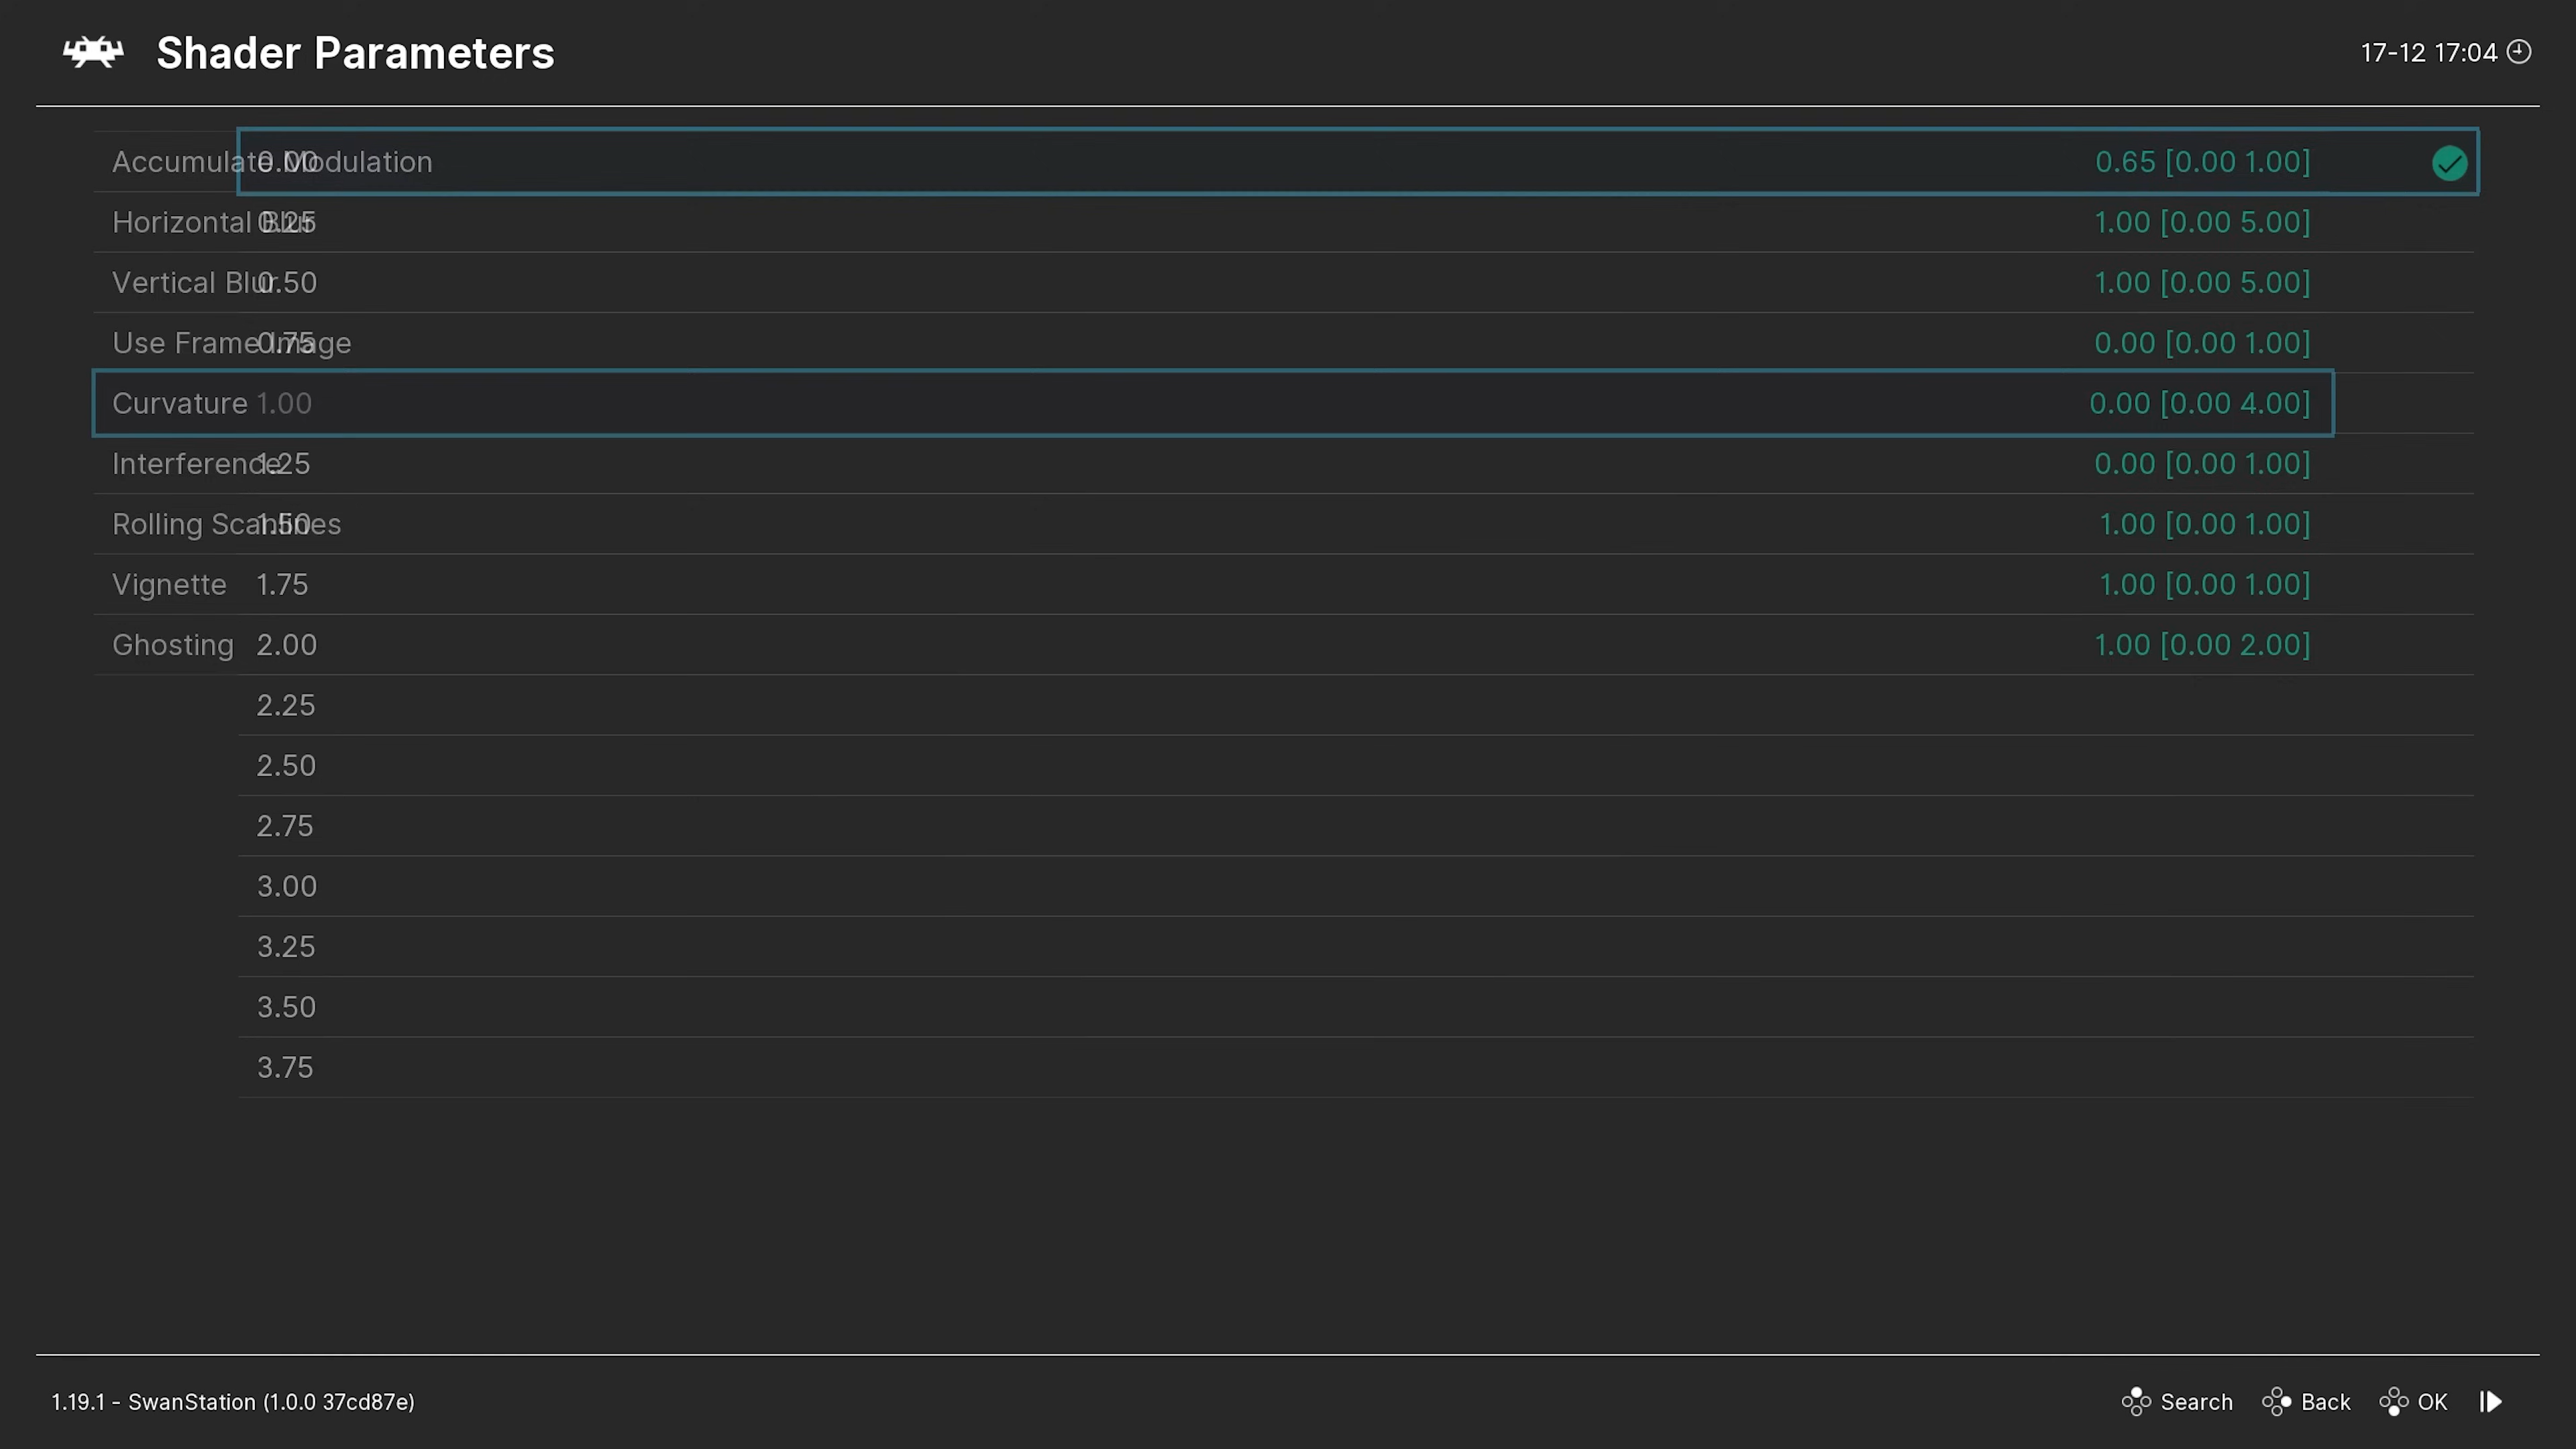 Shader Parameters
17-12 17:04
Accumulate Modulation 0.00 0.65 [0.00 1.00]
Horizontal Blur 0.25 1.00 [0.00 5.00]
Vertical Blur 0.50 1.00 [0.00 5.00]
Use Frame Image 0.75 0.00 [0.00 1.00]
Curvature 1.00 0.00 [0.00 4.00]
Interference 1.25 0.00 [0.00 1.00]
Rolling Scanlines 1.50 1.00 [0.00 1.00]
Vignette 1.75 1.00 [0.00 1.00]
Ghosting 2.00 1.00 [0.00 2.00]
2.25
2.50
2.75
3.00
3.25
3.50
3.75
1.19.1 - SwanStation (1.0.0 37cd87e)
Search Back OK